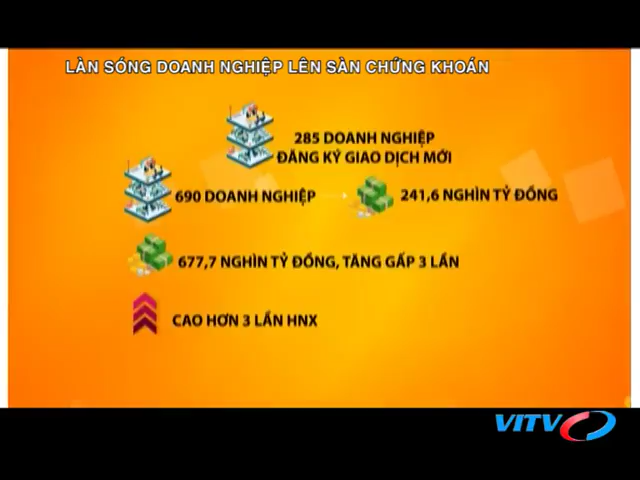 LÀN SÓNG DOANH NGHIỆP LÊN SÀN CHỨNG KHOÁN
285 DOANH NGHIỆP
ĐĂNG KÝ GIAO DỊCH MỚI
690 DOANH NGHIỆP
241,6 NGHÌN TỶ ĐỒNG
677,7 NGHÌN TỶ ĐỒNG, TĂNG GẤP 3 LẦN
CAO HƠN 3 LẦN HNX
VITV